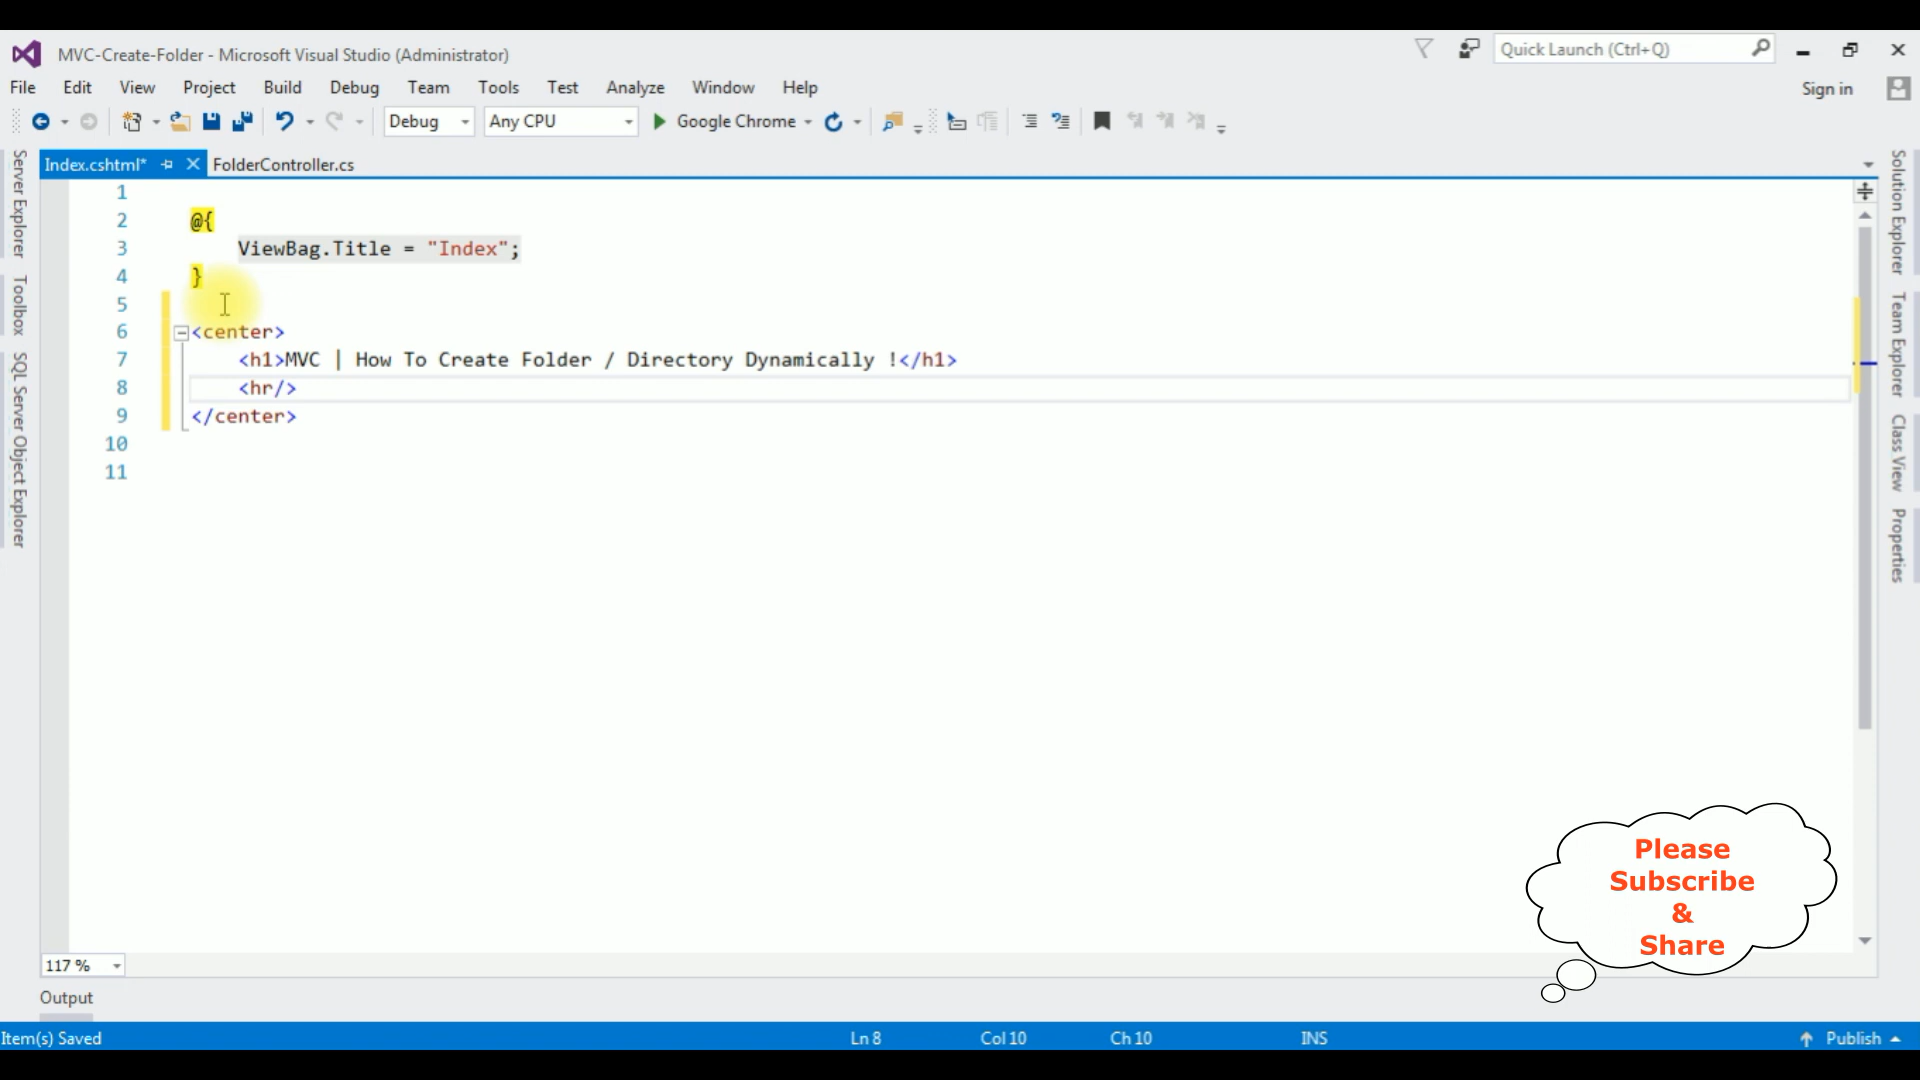 MVC-Create-Folder - Microsoft Visual Studio (Administrator)
Quick Launch (Ctrl+Q)
File Edit View Project Build Debug Team Tools Test Analyze Window Help
Sign in
Debug Any CPU Google Chrome
Index.cshtml* FolderController.cs
Server Explorer
Toolbox
SQL Server Object Explorer
1
2 @{
3 ViewBag.Title = "Index";
4 }
5
6 <center>
7 <h1>MVC | How To Create Folder / Directory Dynamically !</h1>
8 <hr/>
9 </center>
10
11
Solution Explorer
Team Explorer
Class View
Properties
Please
Subscribe
&
Share
117 %
Output
Item(s) Saved Ln 8 Col 10 Ch 10 INS Publish